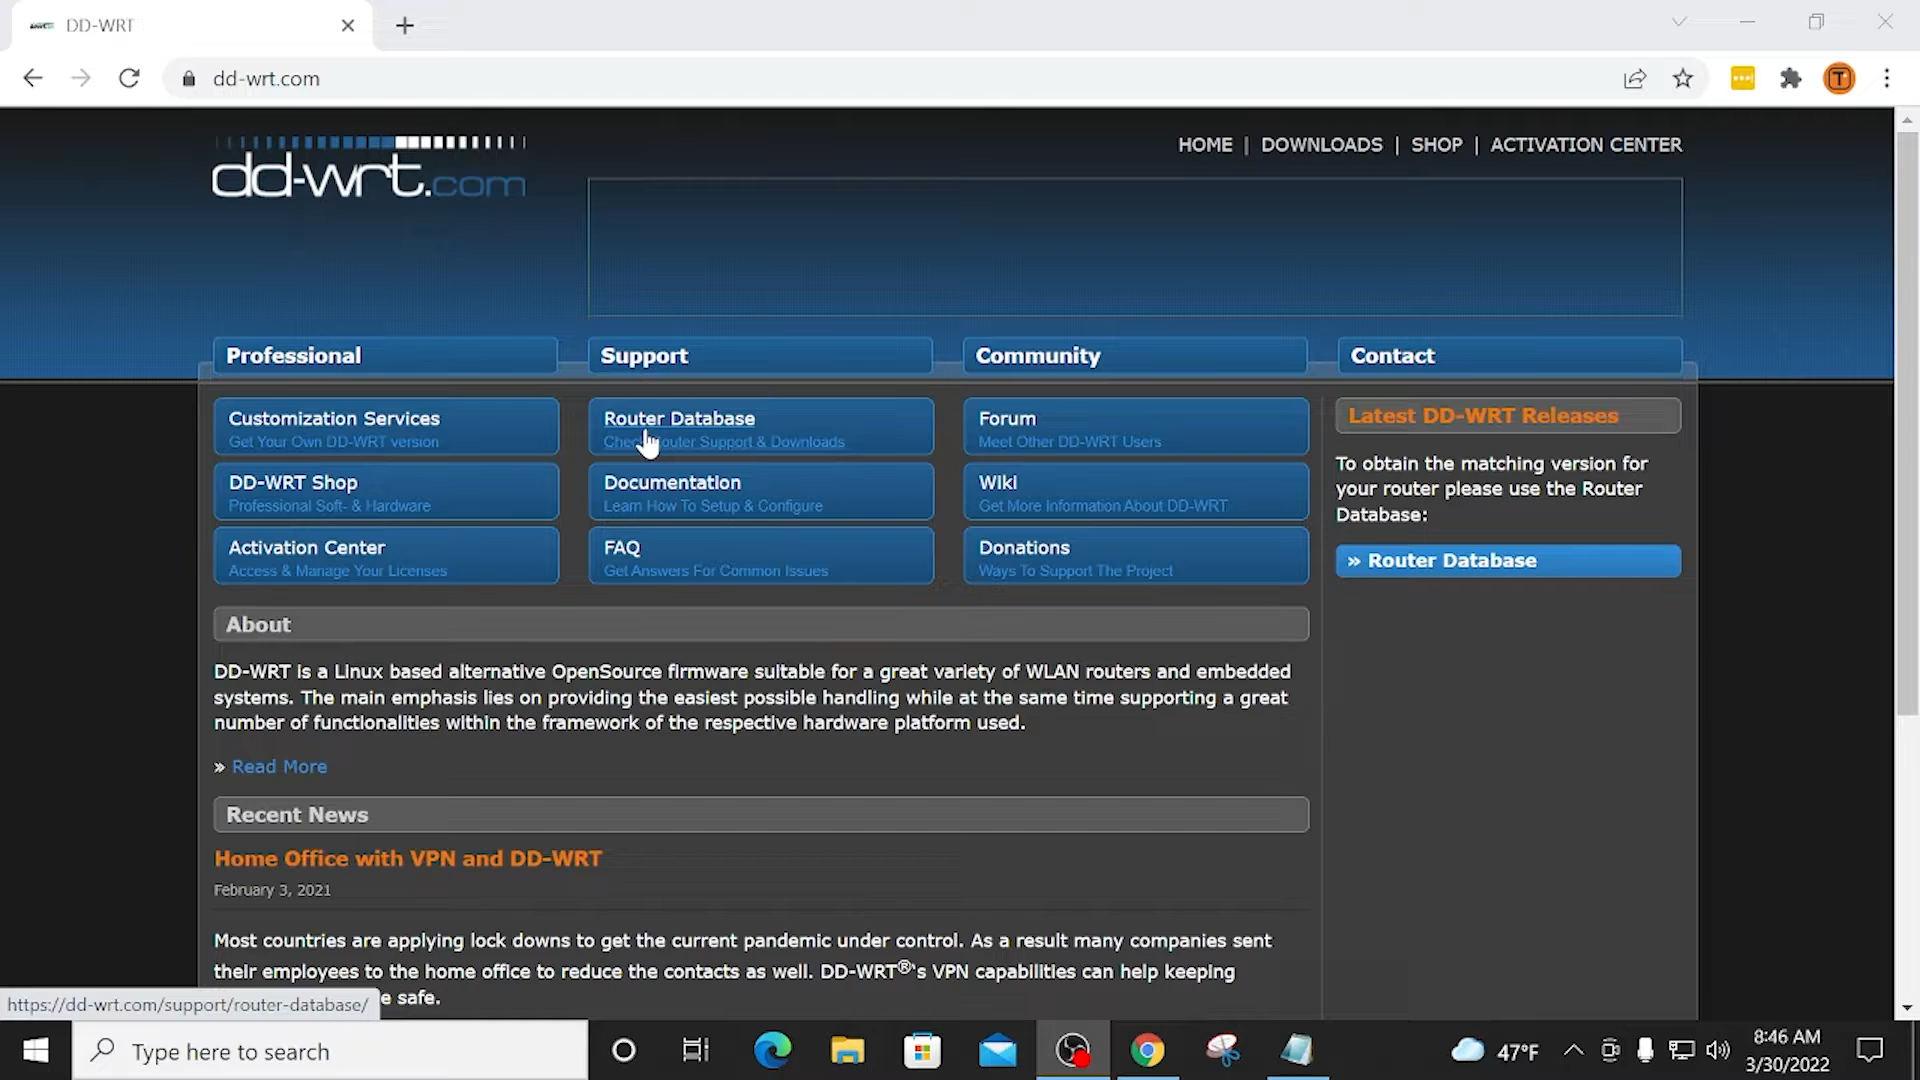 DD-WRT
dd-wrt.com
HOME | DOWNLOADS | SHOP | ACTIVATION CENTER
dd-wrt.com
Professional
Support
Community
Contact
Customization Services
Get Your Own DD-WRT version
Router Database
Check Router Support & Downloads
Forum
Meet Other DD-WRT Users
DD-WRT Shop
Professional Soft- & Hardware
Documentation
Learn How To Setup & Configure
Wiki
Get More Information About DD-WRT
Activation Center
Access & Manage Your Licenses
FAQ
Get Answers For Common Issues
Donations
Ways To Support The Project
Latest DD-WRT Releases
To obtain the matching version for
your router please use the Router
Database:
» Router Database
About
DD-WRT is a Linux based alternative OpenSource firmware suitable for a great variety of WLAN routers and embedded
systems. The main emphasis lies on providing the easiest possible handling while at the same time supporting a great
number of functionalities within the framework of the respective hardware platform used.
» Read More
Recent News
Home Office with VPN and DD-WRT
February 3, 2021
Most countries are applying lock downs to get the current pandemic under control. As a result many companies sent
their employees to the home office to reduce the contacts as well. DD-WRT®'s VPN capabilities can help keeping
e safe.
https://dd-wrt.com/support/router-database/
Type here to search
47°F
8:46 AM
3/30/2022